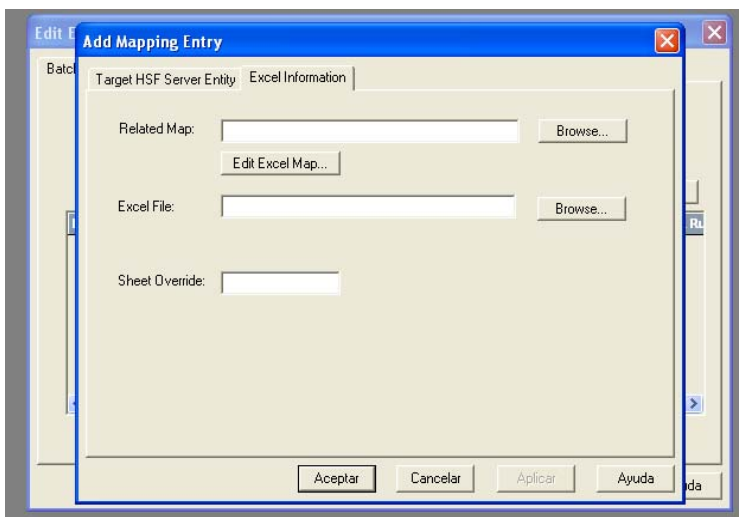 Edit E
Add Mapping Entry
Batch
Target HSF Server Entity
Excel Information
Related Map:
Browse...
Edit Excel Map...
Excel File:
Browse...
Ru
Sheet Override:
Aceptar
Cancelar
Aplicar
Ayuda
da